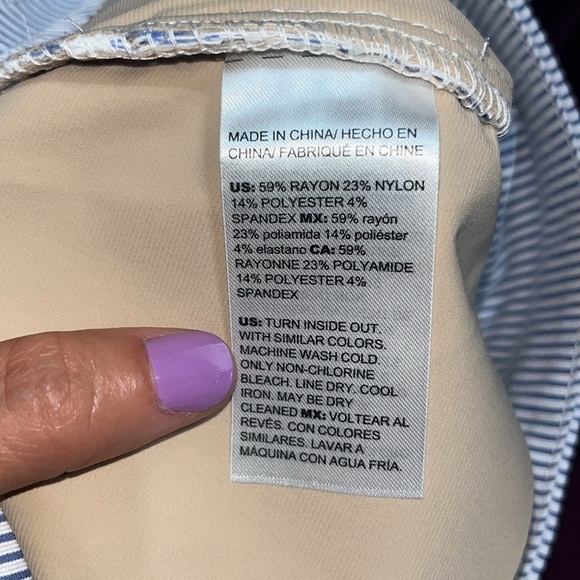 MADE IN CHINA/ HECHO EN
CHINA/ FABRIQUÉ EN CHINE
US: 59% RAYON 23% NYLON
14% POLYESTER 4%
SPANDEX MX: 59% rayón
23% poliamida 14% poliéster
4% elastano CA: 59%
RAYONNE 23% POLYAMIDE
14% POLYESTER 4%
SPANDEX
US: TURN INSIDE OUT.
WITH SIMILAR COLORS.
MACHINE WASH COLD.
ONLY NON-CHLORINE
BLEACH. LINE DRY. COOL
IRON. MAY BE DRY
CLEANED MX: VOLTEAR AL
REVÉS. CON COLORES
SIMILARES. LAVAR A
MÁQUINA CON AGUA FRÍA.